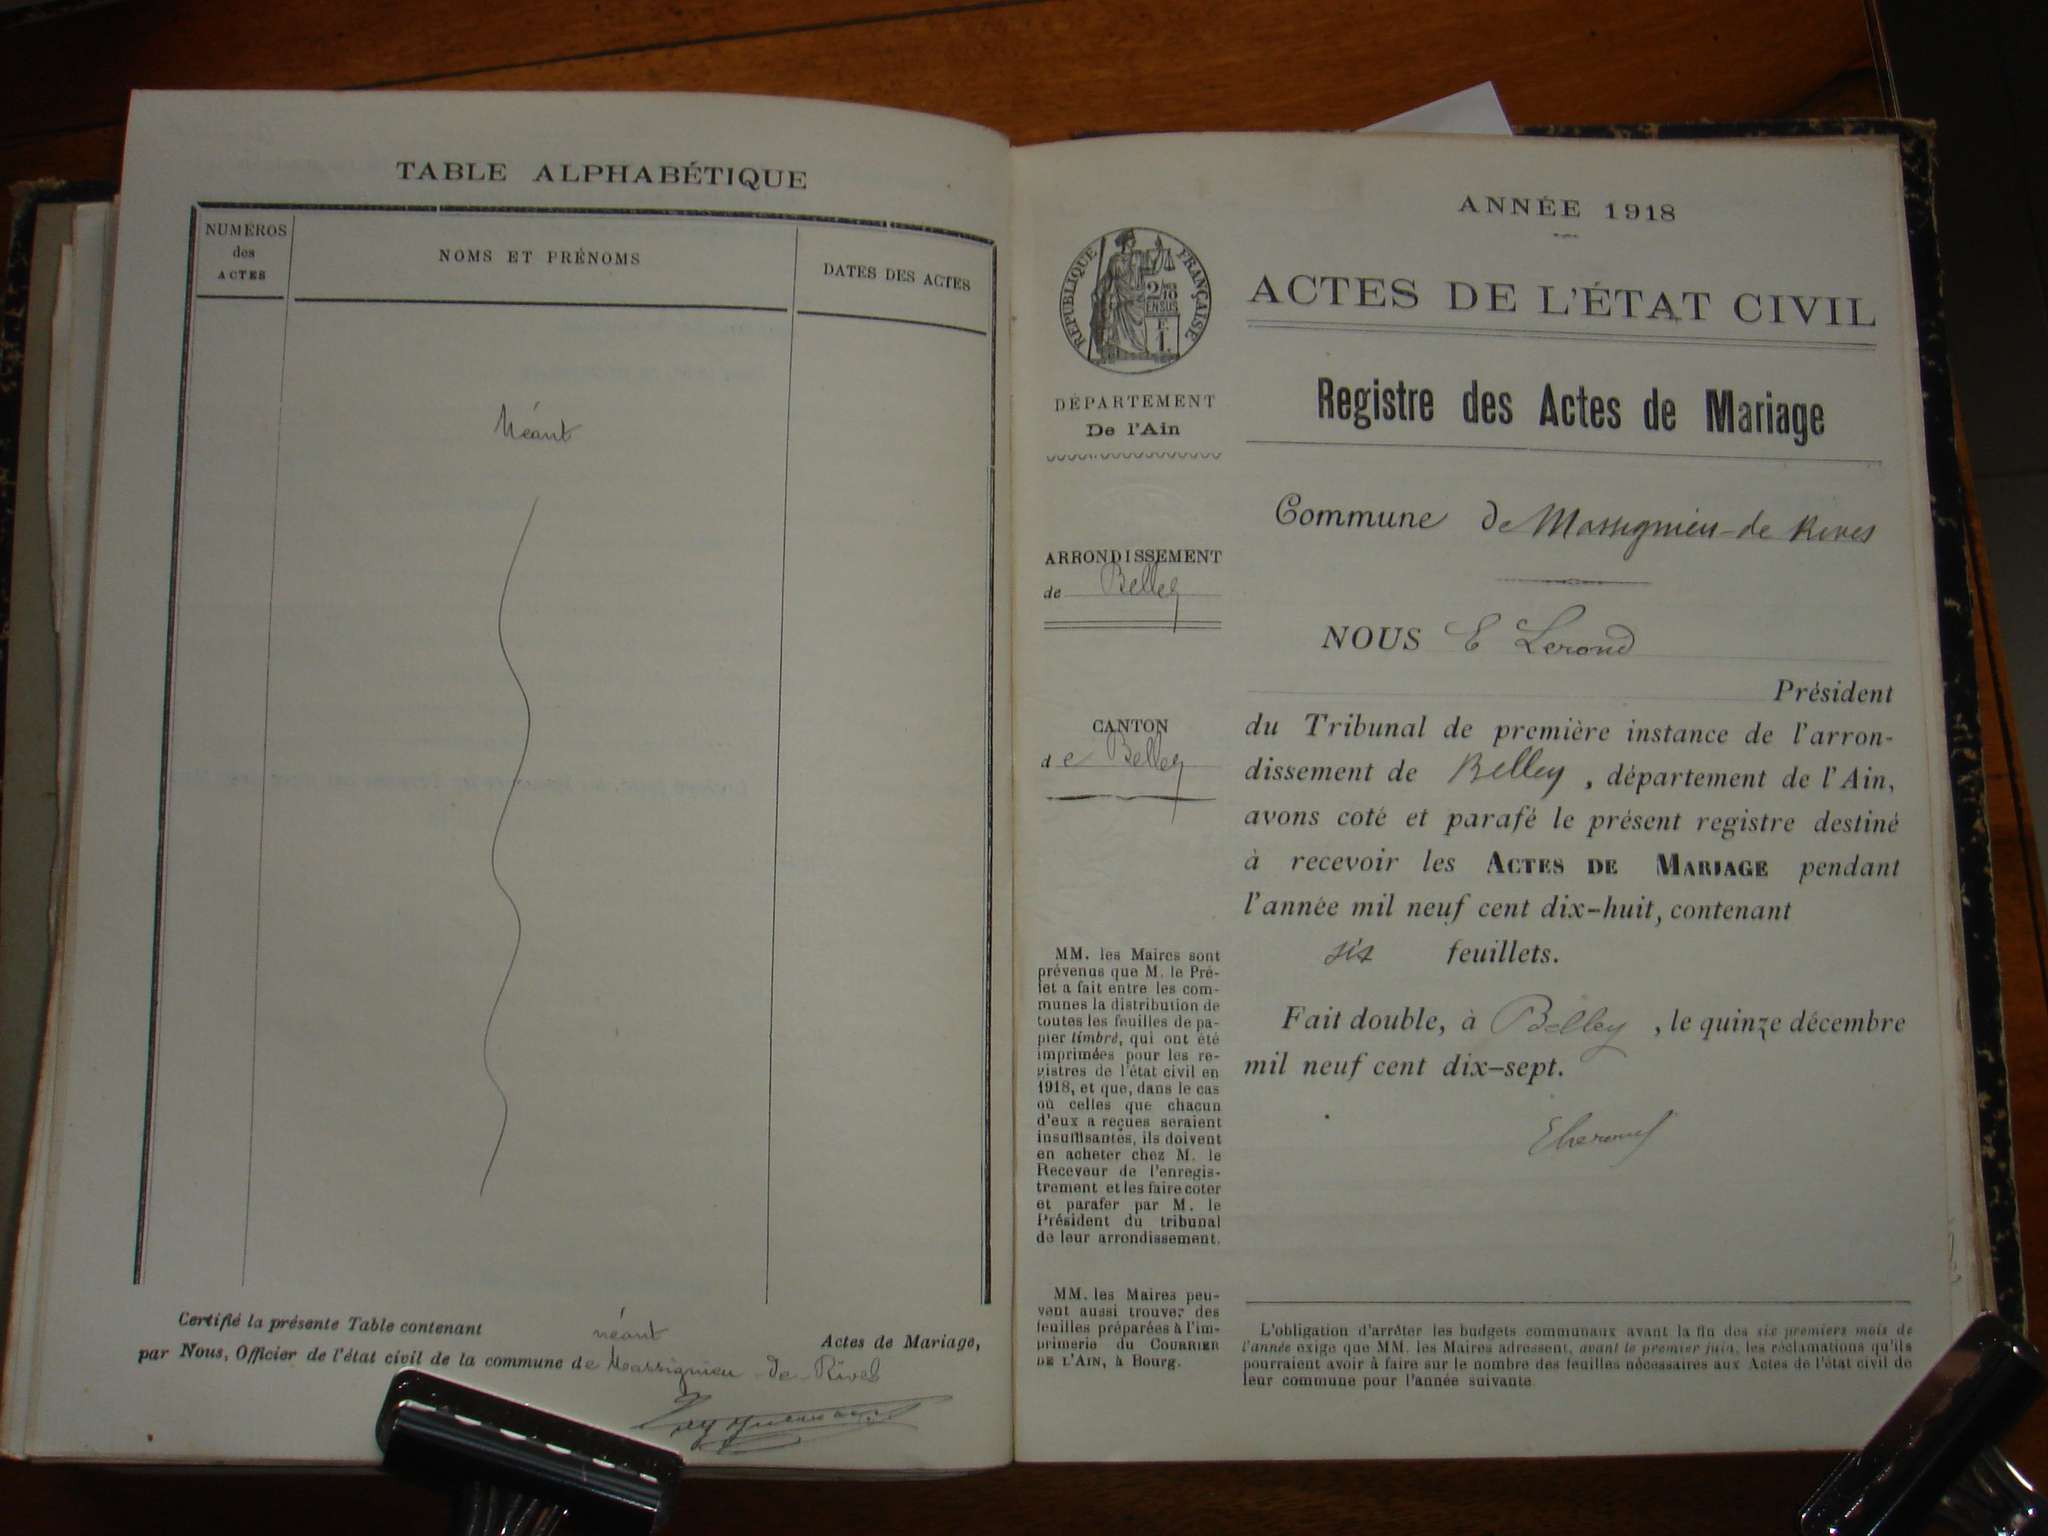 TABLE ALPHABÉTIQUE
NUMÉROS
des
ACTES
NOMS ET PRÉNOMS
DATES DES ACTES
Néant
Certifié la présente Table contenant néant Actes de Mariage,
par Nous, Officier de l'état civil de la commune de Massignieu-de-Rives
ANNÉE 1918
RÉPUBLIQUE FRANÇAISE
ACTES DE L'ÉTAT CIVIL
Registre des Actes de Mariage
DÉPARTEMENT
De l'Ain
ARRONDISSEMENT
de Belley
CANTON
de Belley
MM. les Maires sont
prévenus que M. le Pré-
fet a fait entre les com-
munes la distribution de
toutes les feuilles de pa-
pier timbré, qui ont été
imprimées pour les re-
gistres de l'état civil en
1918, et que, dans le cas
où celles que chacun
d'eux a reçues seraient
insuffisantes, ils doivent
en acheter chez M. le
Receveur de l'enregis-
trement et les faire coter
et parafer par M. le
Président du tribunal
de leur arrondissement.
MM. les Maires peu-
vent aussi trouver des
feuilles préparées à l'im-
primerie du COURRIER
DE L'AIN, à Bourg.
Commune de Massignieu-de Rives
NOUS E Lerond
Président
du Tribunal de première instance de l'arron-
dissement de Belley, département de l'Ain,
avons coté et parafé le présent registre destiné
à recevoir les ACTES DE MARIAGE pendant
l'année mil neuf cent dix-huit, contenant
six feuillets.
Fait double, à Belley, le quinze décembre
mil neuf cent dix-sept.
L'obligation d'arrêter les budgets communaux avant la fin des six premiers mois de
l'année exige que MM. les Maires adressent, avant le premier juin, les réclamations qu'ils
pourraient avoir à faire sur le nombre des feuilles nécessaires aux Actes de l'état civil de
leur commune pour l'année suivante.